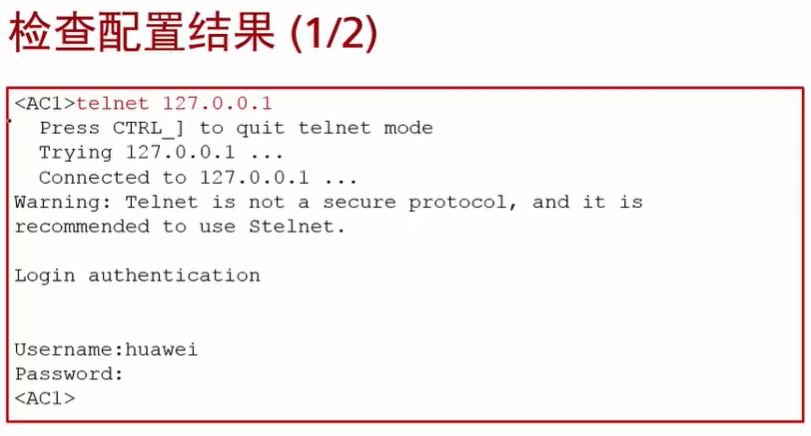 检查配置结果 (1/2)
<AC1>telnet 127.0.0.1
Press CTRL_] to quit telnet mode
Trying 127.0.0.1 ...
Connected to 127.0.0.1 ...
Warning: Telnet is not a secure protocol, and it is
recommended to use Stelnet.
Login authentication
Username:huawei
Password:
<AC1>